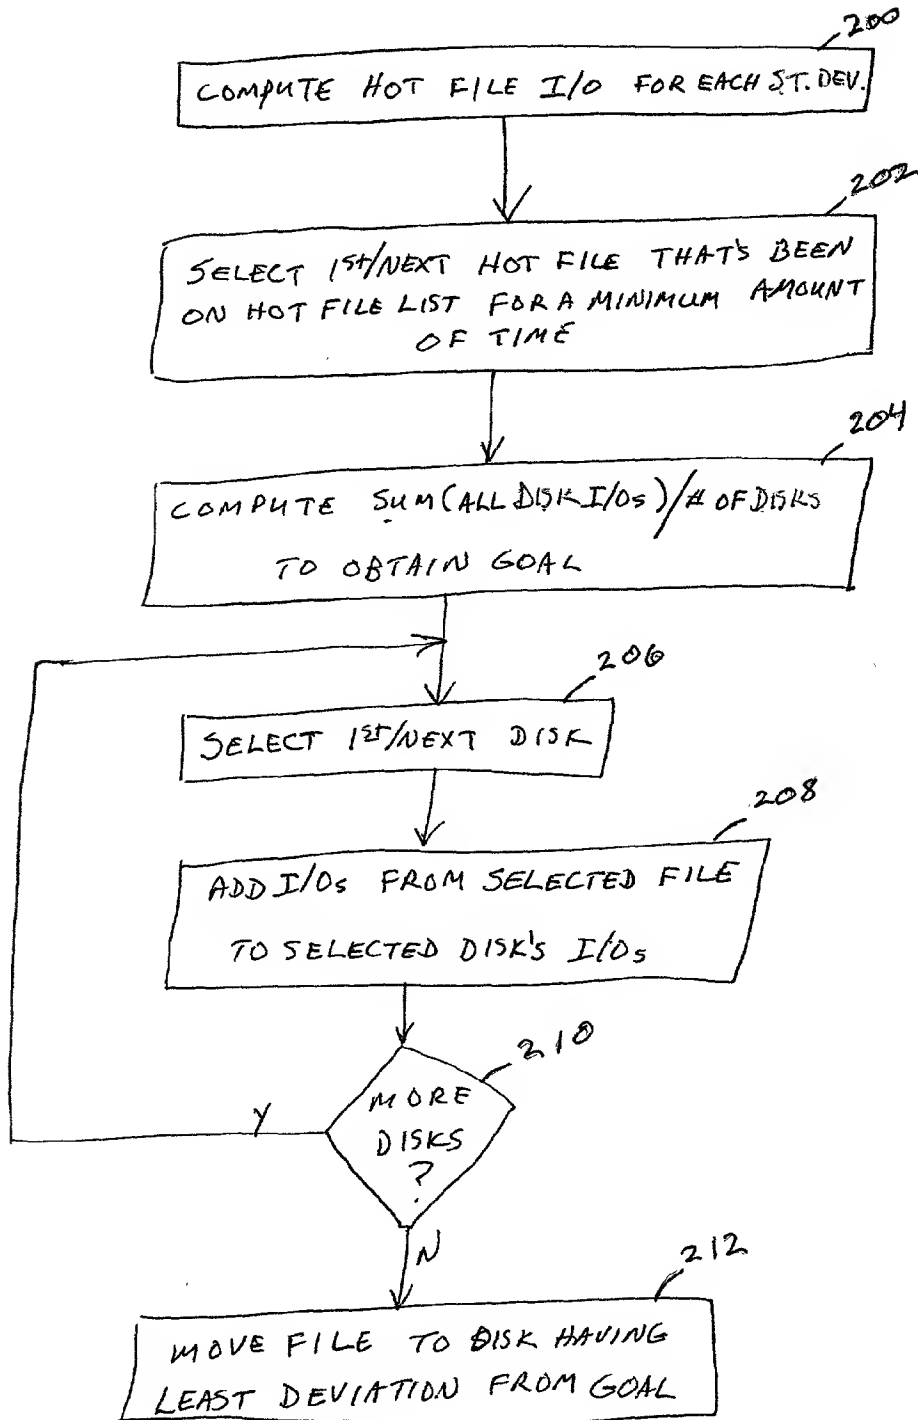 200
COMPUTE HOT FILE I/O FOR EACH ST. DEV.
202
SELECT 1ST/NEXT HOT FILE THAT'S BEEN
ON HOT FILE LIST FOR A MINIMUM AMOUNT
OF TIME
204
COMPUTE SUM(ALL DISK I/Os)/# OF DISKS
TO OBTAIN GOAL
206
SELECT 1ST/NEXT DISK
208
ADD I/Os FROM SELECTED FILE
TO SELECTED DISK'S I/Os
210
MORE
DISKS
?
Y
N
212
MOVE FILE TO DISK HAVING
LEAST DEVIATION FROM GOAL